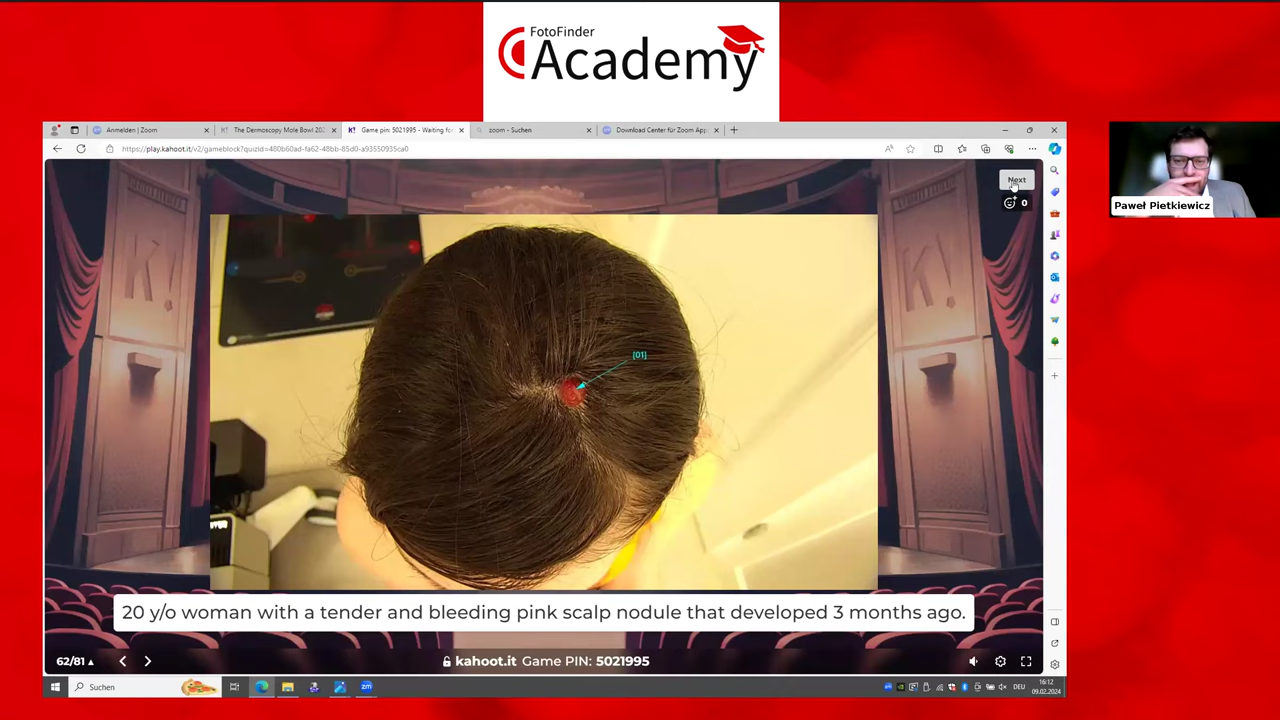 FotoFinder
Academy
Anmelden | Zoom
The Dermoscopy Mole Bowl 202
Game pin: 5021995 - Waiting for
zoom - Suchen
Download Center für Zoom App
https://play.kahoot.it/v2/gameblock?quizId=480b60ad-fa62-48bb-85d0-a93550935ca0
Next
0
Paweł Pietkiewicz
K!
K!
[01]
20 y/o woman with a tender and bleeding pink scalp nodule that developed 3 months ago.
62/81
kahoot.it Game PIN: 5021995
Suchen
zm
DEU
16:12
09.02.2024